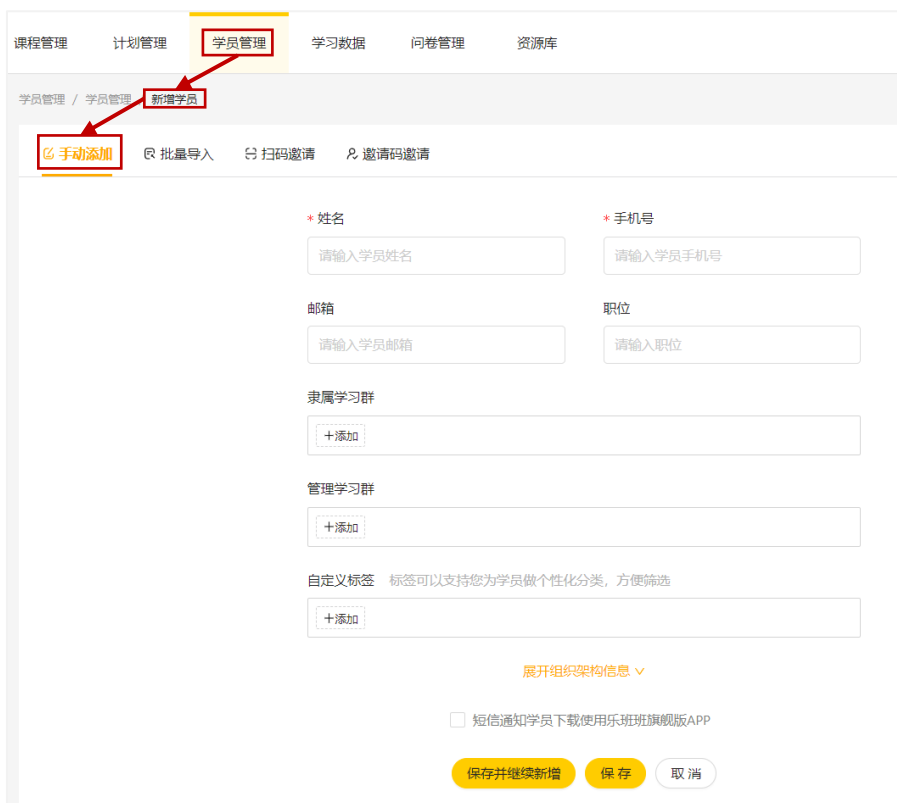 课程管理 计划管理 学员管理 学习数据 问卷管理 资源库
学员管理 / 学员管理 新增学员
手动添加 批量导入 扫码邀请 邀请码邀请
* 姓名 * 手机号
请输入学员姓名 请输入学员手机号
邮箱 职位
请输入学员邮箱 请输入职位
隶属学习群
+添加
管理学习群
+添加
自定义标签 标签可以支持您为学员做个性化分类，方便筛选
+添加
展开组织架构信息
短信通知学员下载使用乐班班旗舰版APP
保存并继续新增 保存 取消